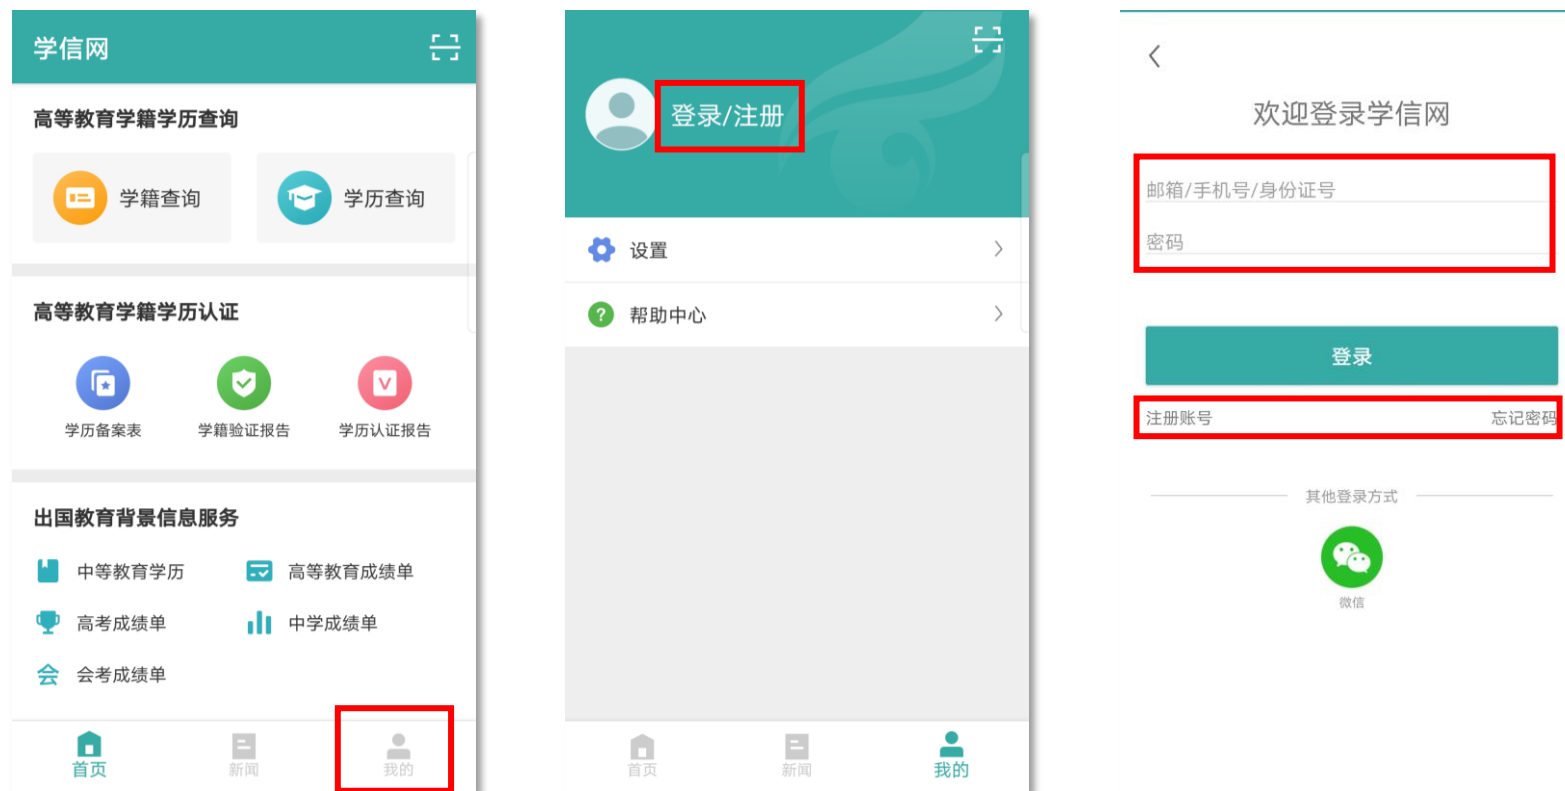 学信网
高等教育学籍学历查询
学籍查询 学历查询
高等教育学籍学历认证
学历备案表 学籍验证报告 学历认证报告
出国教育背景信息服务
中等教育学历 高等教育成绩单
高考成绩单 中学成绩单
会 会考成绩单
首页 新闻 我的
登录/注册
设置
? 帮助中心
首页 新闻 我的
欢迎登录学信网
邮箱/手机号/身份证号
密码
登录
注册账号 忘记密码
其他登录方式
微信